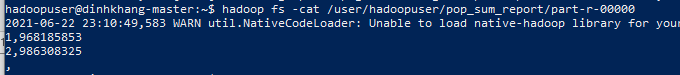 hadoopuser@dinhkhang-master:~$ hadoop fs -cat /user/hadoopuser/pop_sum_report/part-r-00000
2021-06-22 23:10:49,583 WARN util.NativeCodeLoader: Unable to load native-hadoop library for your
1,968185853
2,986308325
,